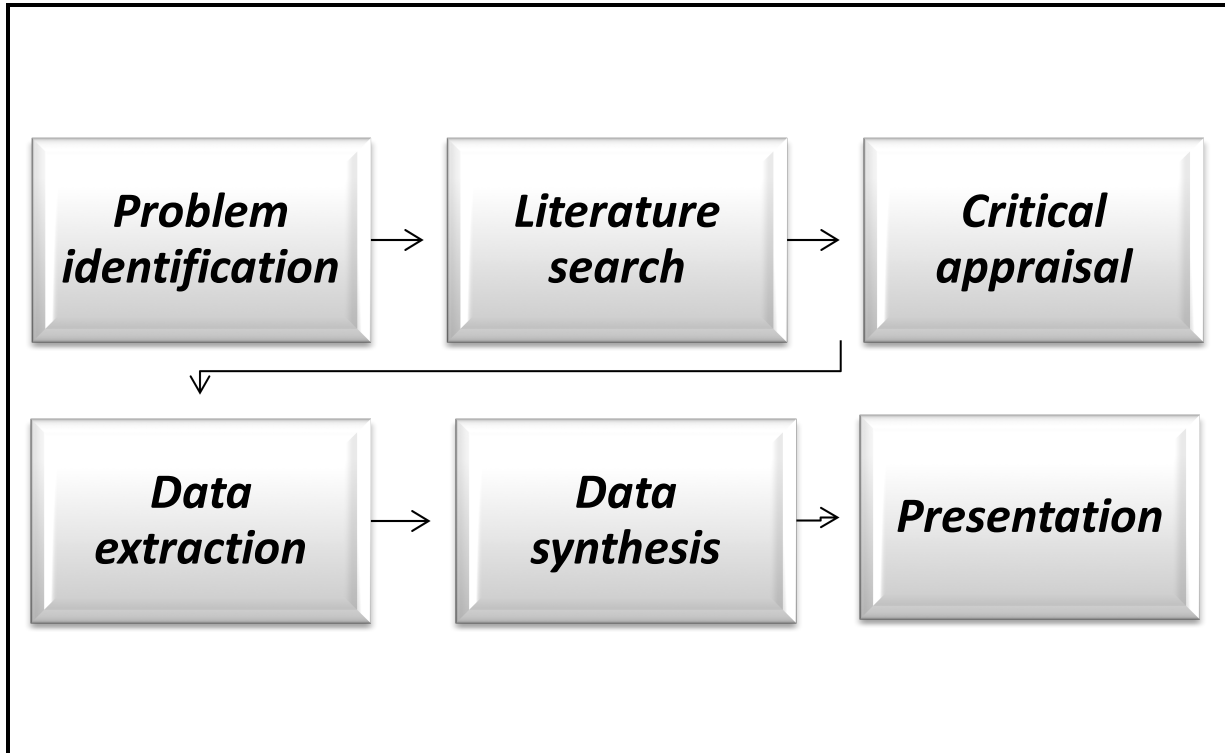 Problem
identification
Literature
search
Critical
appraisal
Data
extraction
Data
synthesis
Presentation